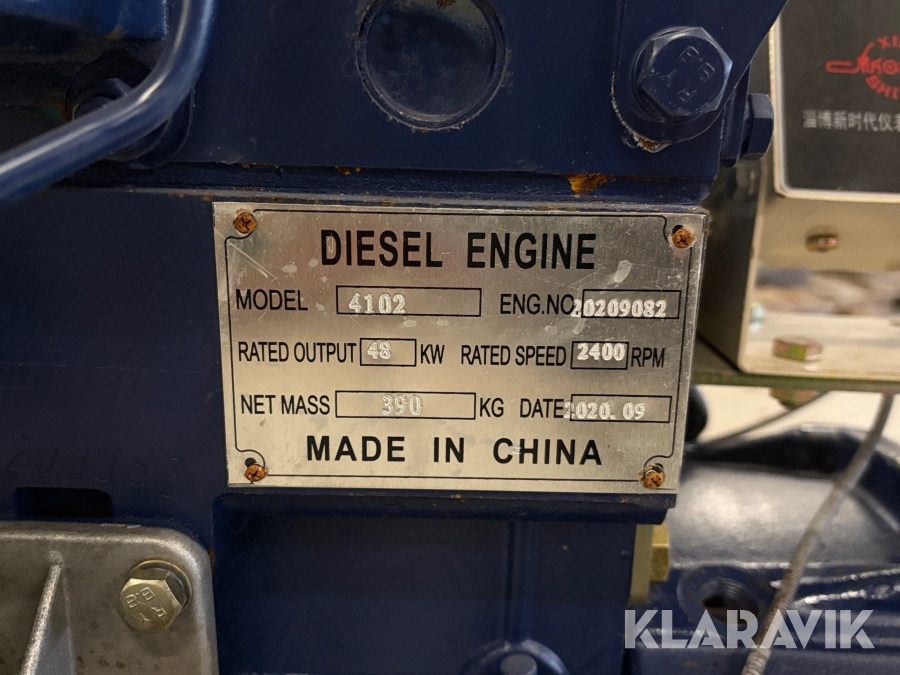 DIESEL ENGINE
MODEL 4102 ENG.NO 20209082
RATED OUTPUT 48 KW RATED SPEED 2400 RPM
NET MASS 390 KG DATE 2020.09
MADE IN CHINA
淄博新时代仪表
KLARAVIK